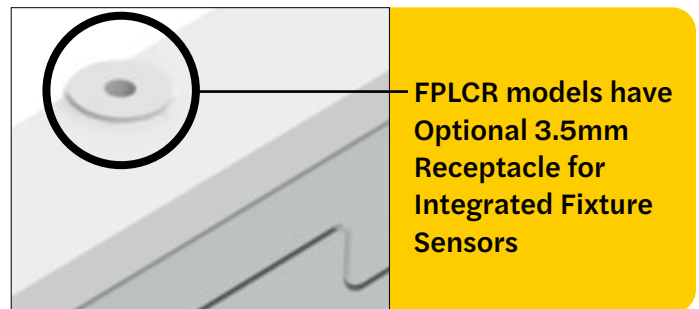 FPLCR models have
Optional 3.5mm
Receptacle for
Integrated Fixture
Sensors